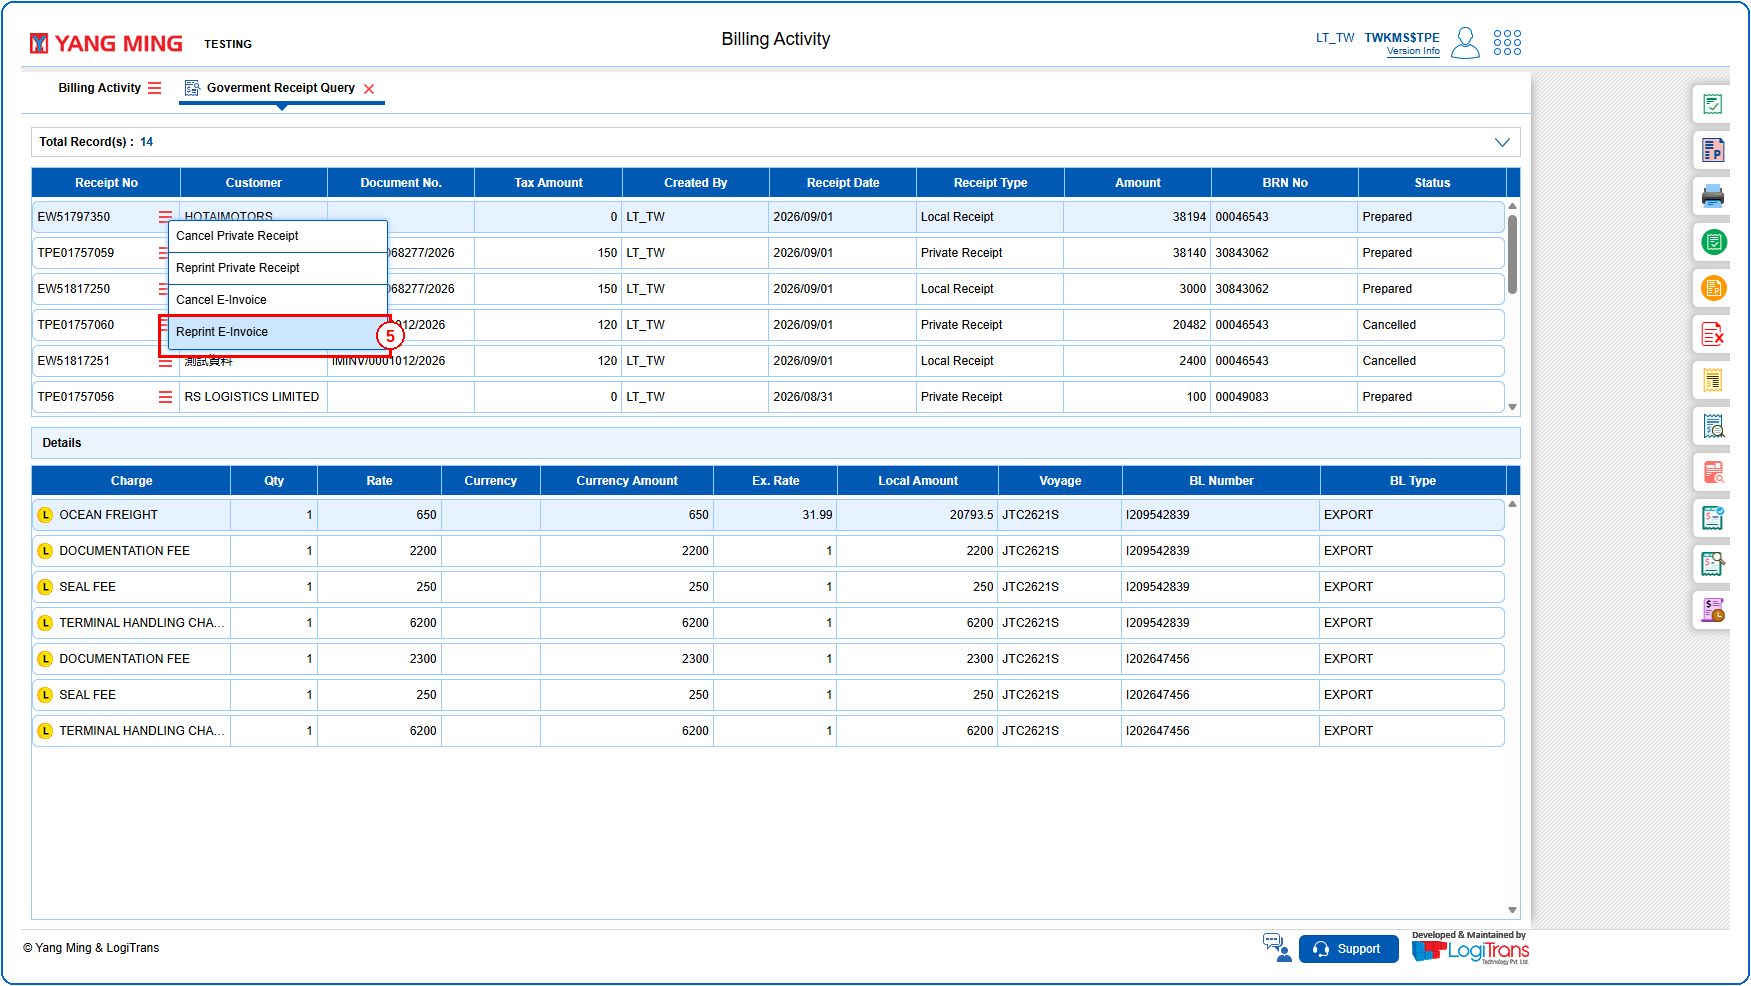 YANG MING TESTING
Billing Activity
LT_TW TWKMS$TPE
Version Info
Billing Activity Goverment Receipt Query
Total Record(s) : 14
Receipt No Customer Document No. Tax Amount Created By Receipt Date Receipt Type Amount BRN No Status
EW51797350 HOTAIMOTORS 0 LT_TW 2026/09/01 Local Receipt 38194 00046543 Prepared
Cancel Private Receipt
TPE01757059 068277/2026 150 LT_TW 2026/09/01 Private Receipt 38140 30843062 Prepared
Reprint Private Receipt
EW51817250 068277/2026 150 LT_TW 2026/09/01 Local Receipt 3000 30843062 Prepared
Cancel E-Invoice
TPE01757060 012/2026 120 LT_TW 2026/09/01 Private Receipt 20482 00046543 Cancelled
Reprint E-Invoice 5
EW51817251 測試資料 IMINV/0001012/2026 120 LT_TW 2026/09/01 Local Receipt 2400 00046543 Cancelled
TPE01757056 RS LOGISTICS LIMITED 0 LT_TW 2026/08/31 Private Receipt 100 00049083 Prepared
Details
Charge Qty Rate Currency Currency Amount Ex. Rate Local Amount Voyage BL Number BL Type
L OCEAN FREIGHT 1 650 650 31.99 20793.5 JTC2621S I209542839 EXPORT
L DOCUMENTATION FEE 1 2200 2200 1 2200 JTC2621S I209542839 EXPORT
L SEAL FEE 1 250 250 1 250 JTC2621S I209542839 EXPORT
L TERMINAL HANDLING CHA... 1 6200 6200 1 6200 JTC2621S I209542839 EXPORT
L DOCUMENTATION FEE 1 2300 2300 1 2300 JTC2621S I202647456 EXPORT
L SEAL FEE 1 250 250 1 250 JTC2621S I202647456 EXPORT
L TERMINAL HANDLING CHA... 1 6200 6200 1 6200 JTC2621S I202647456 EXPORT
© Yang Ming & LogiTrans
Support
Developed & Maintained by
LogiTrans
Technology Pvt. Ltd.